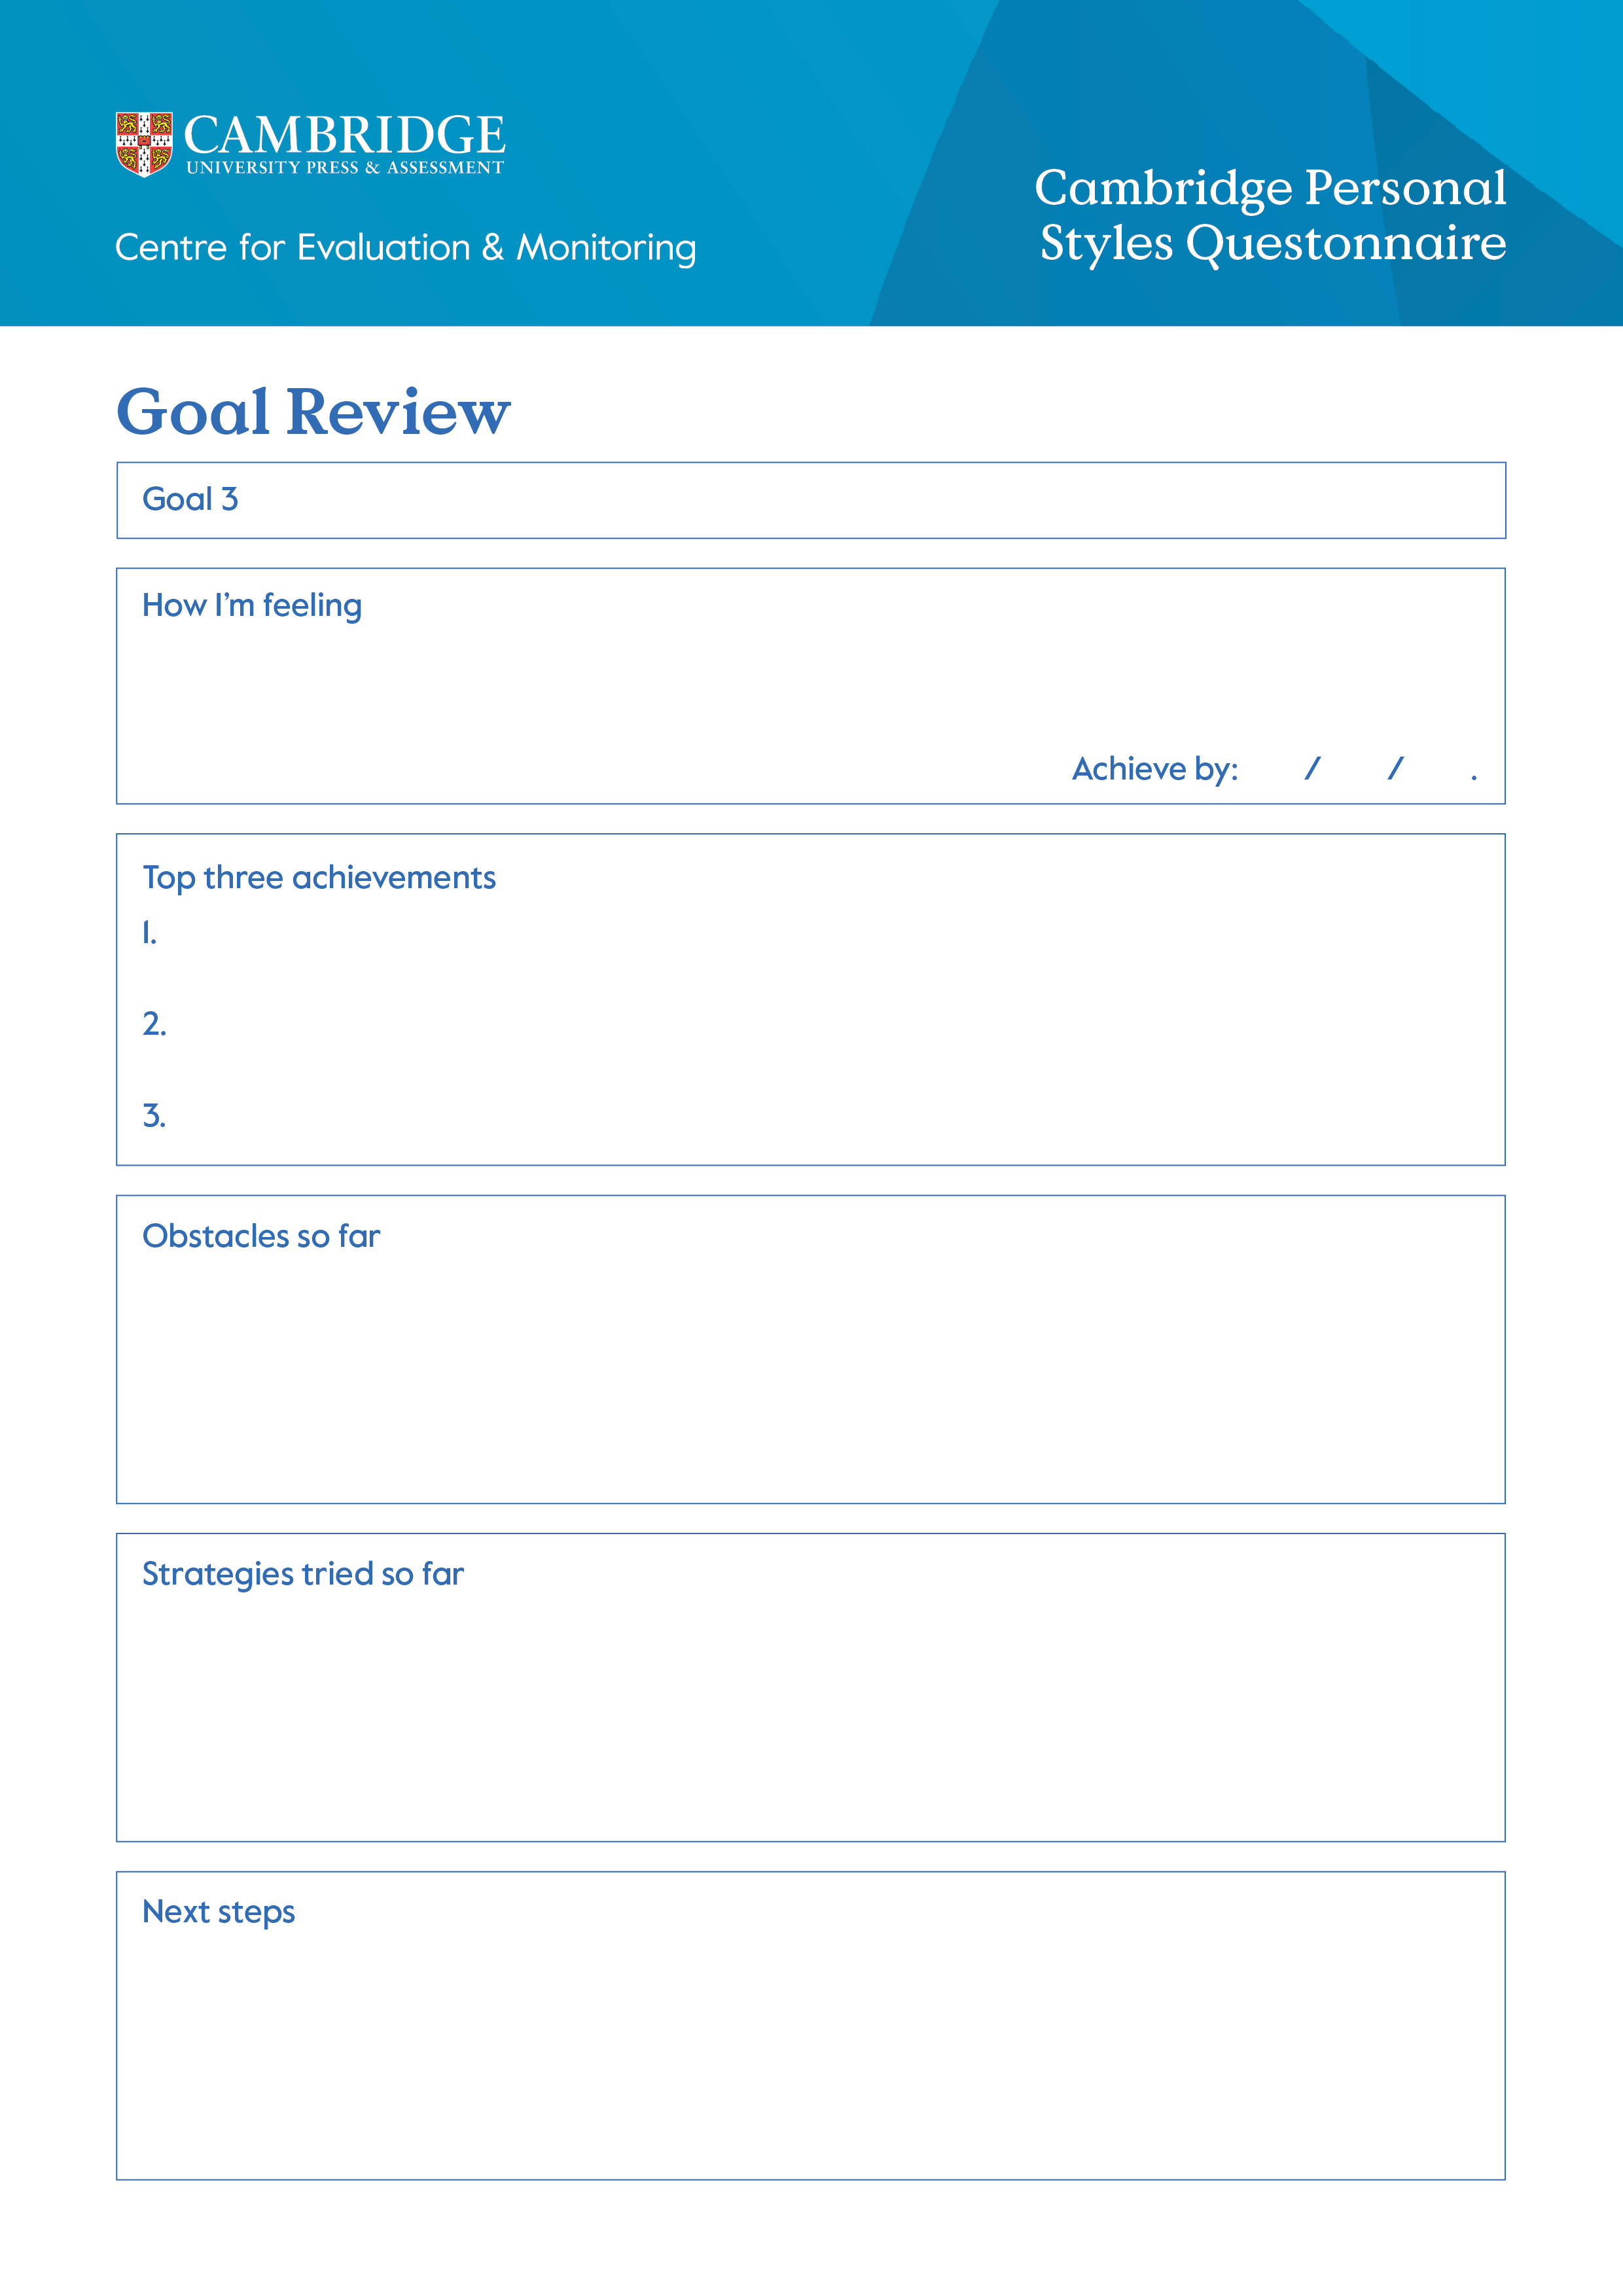 CAMBRIDGE
UNIVERSITY PRESS & ASSESSMENT
Centre for Evaluation & Monitoring
Cambridge Personal
Styles Questonnaire
Goal Review
Goal 3
How I’m feeling
Achieve by: / / .
Top three achievements
1.
2.
3.
Obstacles so far
Strategies tried so far
Next steps